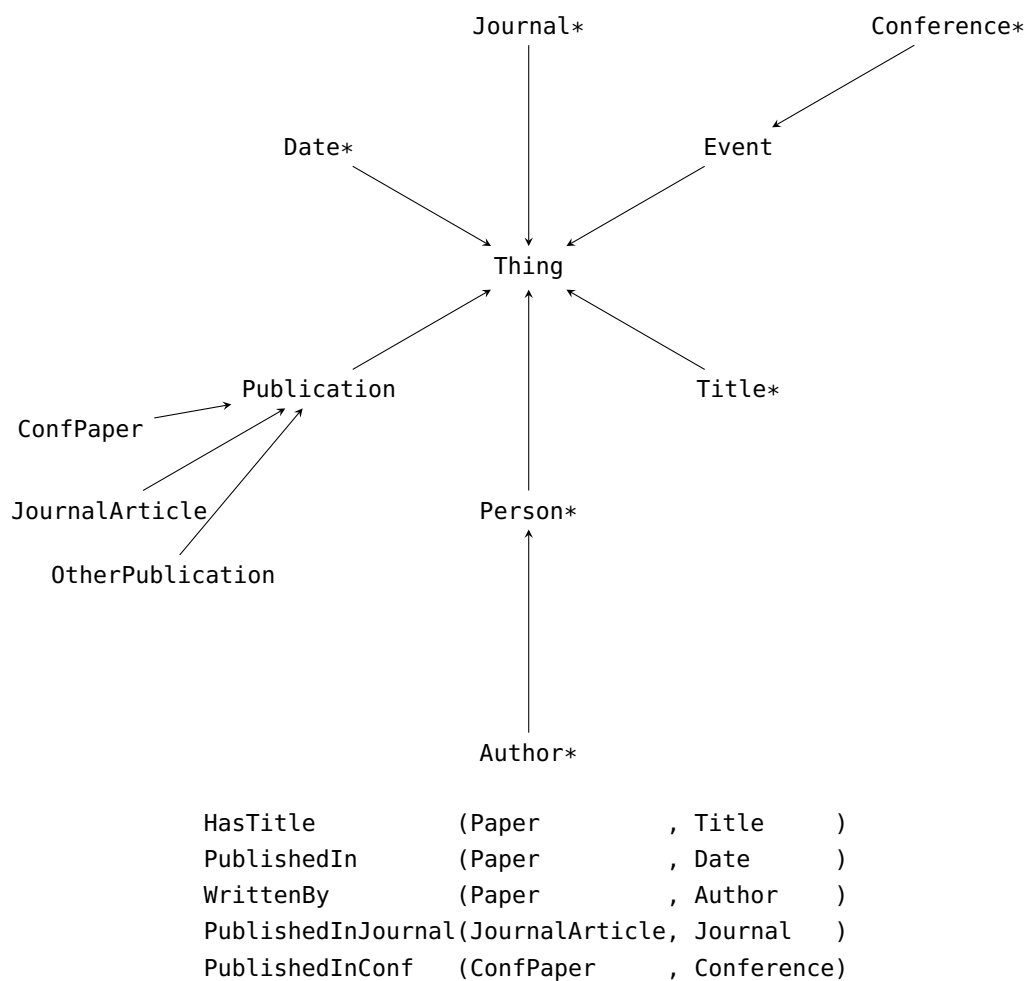 Journal*
Conference*
Date*
Event
Thing
Publication
Title*
ConfPaper
JournalArticle
Person*
OtherPublication
Author*
HasTitle (Paper , Title )
PublishedIn (Paper , Date )
WrittenBy (Paper , Author )
PublishedInJournal(JournalArticle, Journal )
PublishedInConf (ConfPaper , Conference)